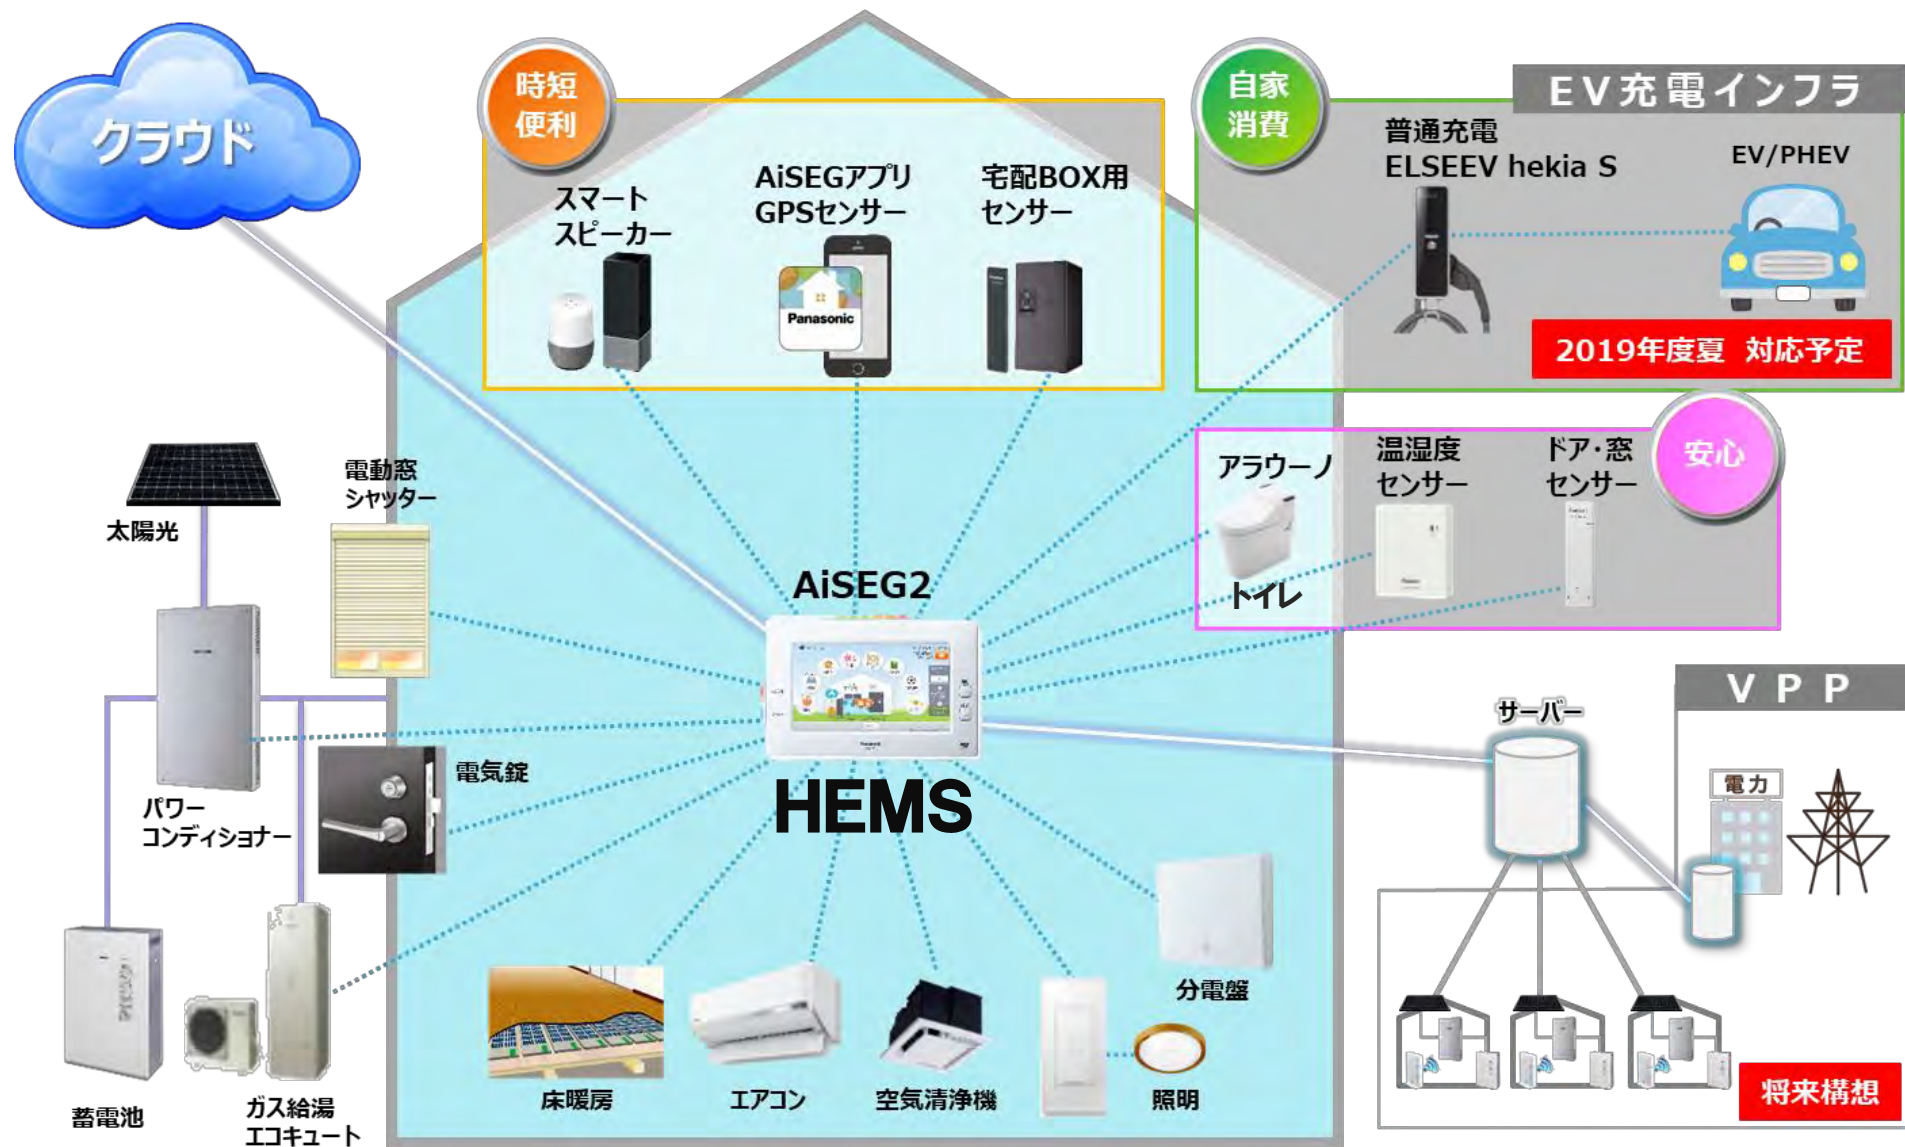 クラウド
時短
便利
スマート
スピーカー
AiSEGアプリ
GPSセンサー
Panasonic
宅配BOX用
センサー
自家
消費
EV充電インフラ
普通充電
ELSEEV hekia S
EV/PHEV
2019年度夏 対応予定
安心
アラウーノ
トイレ
温湿度
センサー
ドア・窓
センサー
太陽光
電動窓
シャッター
AiSEG2
HEMS
パワー
コンディショナー
電気錠
蓄電池
ガス給湯
エコキュート
床暖房
エアコン
空気清浄機
照明
分電盤
VPP
サーバー
電力
将来構想